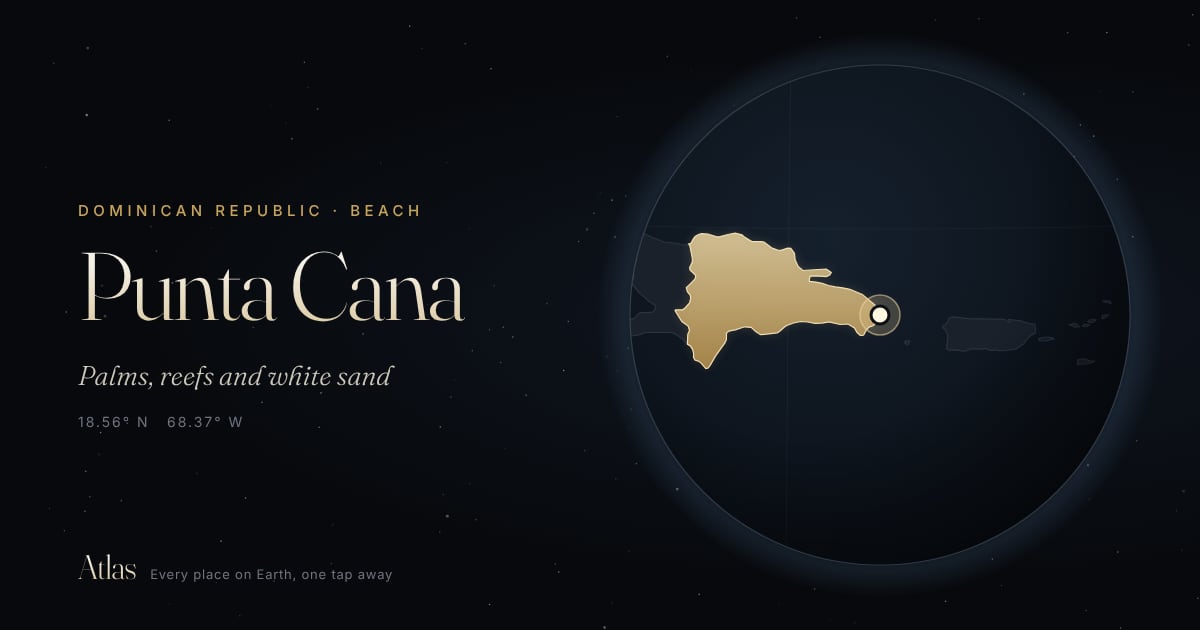 DOMINICAN REPUBLIC · BEACH
Punta Cana
Palms, reefs and white sand
18.56° N 68.37° W
Atlas Every place on Earth, one tap away